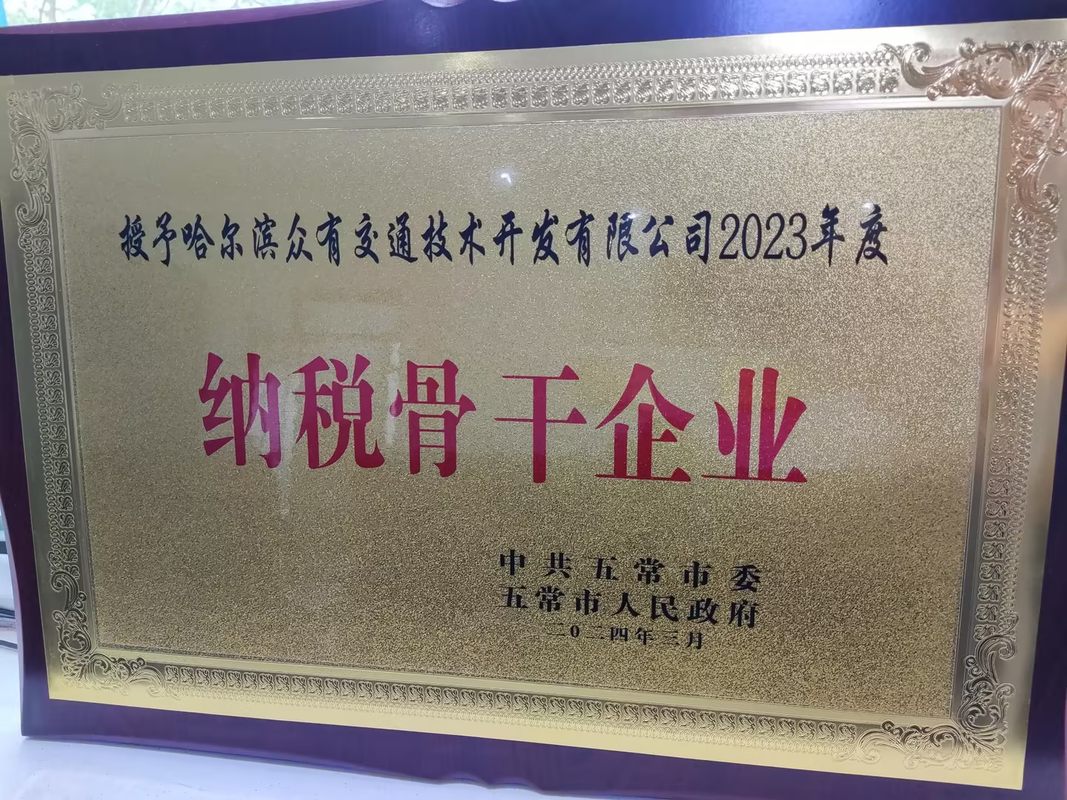 授予哈尔滨众有交通技术开发有限公司2023年度
纳税骨干企业
中共五常市委
五常市人民政府
二0二四年三月